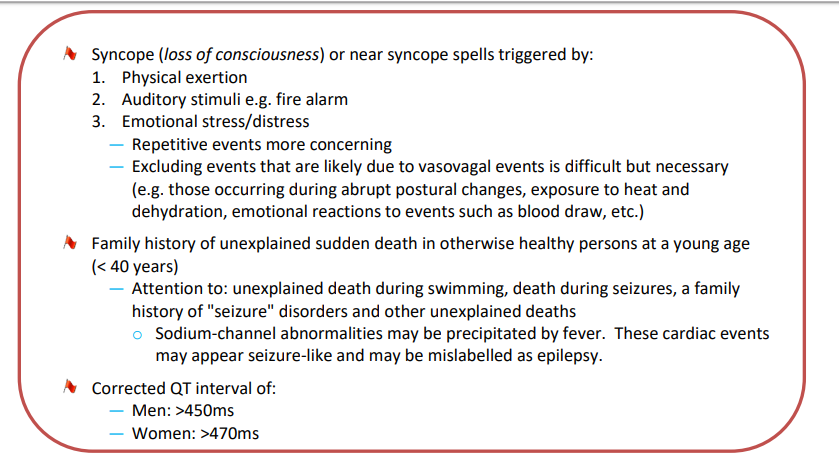 Syncope (loss of consciousness) or near syncope spells triggered by:
1. Physical exertion
2. Auditory stimuli e.g. fire alarm
3. Emotional stress/distress
— Repetitive events more concerning
— Excluding events that are likely due to vasovagal events is difficult but necessary
(e.g. those occurring during abrupt postural changes, exposure to heat and
dehydration, emotional reactions to events such as blood draw, etc.)
Family history of unexplained sudden death in otherwise healthy persons at a young age
(< 40 years)
— Attention to: unexplained death during swimming, death during seizures, a family
history of "seizure" disorders and other unexplained deaths
o Sodium-channel abnormalities may be precipitated by fever. These cardiac events
may appear seizure-like and may be mislabelled as epilepsy.
Corrected QT interval of:
— Men: >450ms
— Women: >470ms